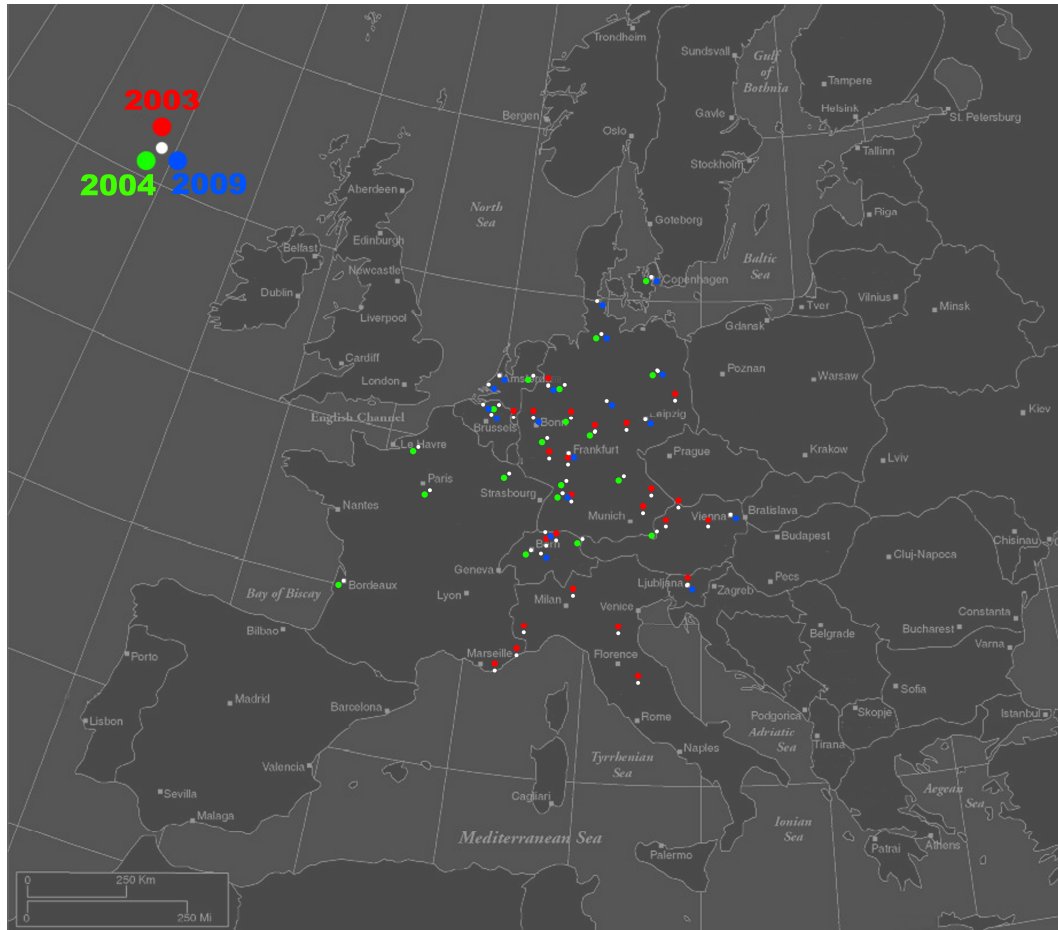 Trondheim
Sundsvall
Gulf
of
Bothnia
Tampere
2003
Helsink
Bergen
Gavle
St. Petersburg
Oslo
Tallinn
Stockholm
2004
2009
Aberdeen
North
Sea
Riga
Goteborg
Edinburgh
Belfast
Baltic
Sea
Newcastle
Copenhagen
Dublin
Vilnius
Tver
Minsk
Liverpool
Gdansk
Cardiff
Poznan
Warsaw
London
English Channel
Leipzig
Kiev
Brussels
Bonn
Le Havre
Frankfurt
Prague
Krakow
Lviv
Paris
Strasbourg
Nantes
Munich
Vienna
Bratislava
Budapest
Chisinau
Bern
Cluj-Napoca
Geneva
Ljubljana
Zagreb
Pecs
Bordeaux
Bay of Biscay
Lyon
Milan
Venice
Constanta
Bilbao
Belgrade
Bucharest
Varna
Porto
Marseille
Florence
Sofia
Madrid
Barcelona
Rome
Podgorica
Skopje
Istanbul
Lisbon
Adriatic
Sea
Tirana
Naples
Tyrrhenian
Sea
Valencia
Aegean
Sea
Sevilla
Cagliari
Malaga
Mediterranean Sea
Ionian
Sea
Patrai
Athens
Palermo
0
250 Km
0
250 Mi